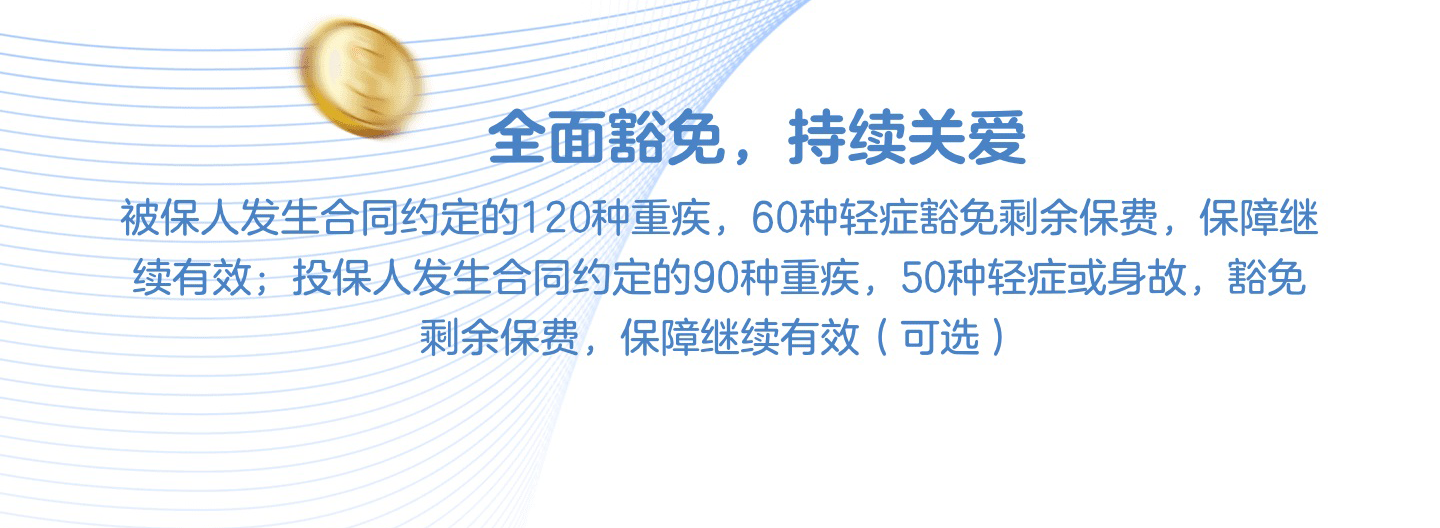 全面豁免，持续关爱
被保人发生合同约定的120种重疾，60种轻症豁免剩余保费，保障继
续有效；投保人发生合同约定的90种重疾，50种轻症或身故，豁免
剩余保费，保障继续有效（可选）